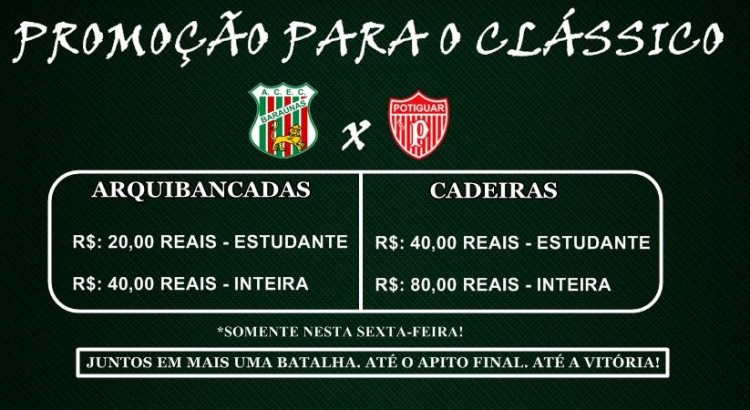 PROMOÇÃO PARA O CLÁSSICO
A. C. E. C.
BARAUNAS
x
POTIGUAR
P
ARQUIBANCADAS
R$: 20,00 REAIS - ESTUDANTE
R$: 40,00 REAIS - INTEIRA
CADEIRAS
R$: 40,00 REAIS - ESTUDANTE
R$: 80,00 REAIS - INTEIRA
*SOMENTE NESTA SEXTA-FEIRA!
JUNTOS EM MAIS UMA BATALHA. ATÉ O APITO FINAL. ATÉ A VITÓRIA!